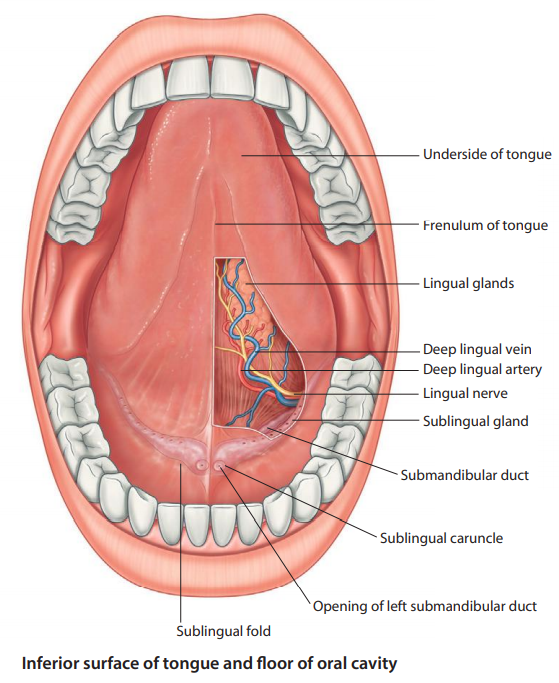 Underside of tongue
Frenulum of tongue
Lingual glands
Deep lingual vein
Deep lingual artery
Lingual nerve
Sublingual gland
Submandibular duct
Sublingual caruncle
Opening of left submandibular duct
Sublingual fold
Inferior surface of tongue and floor of oral cavity